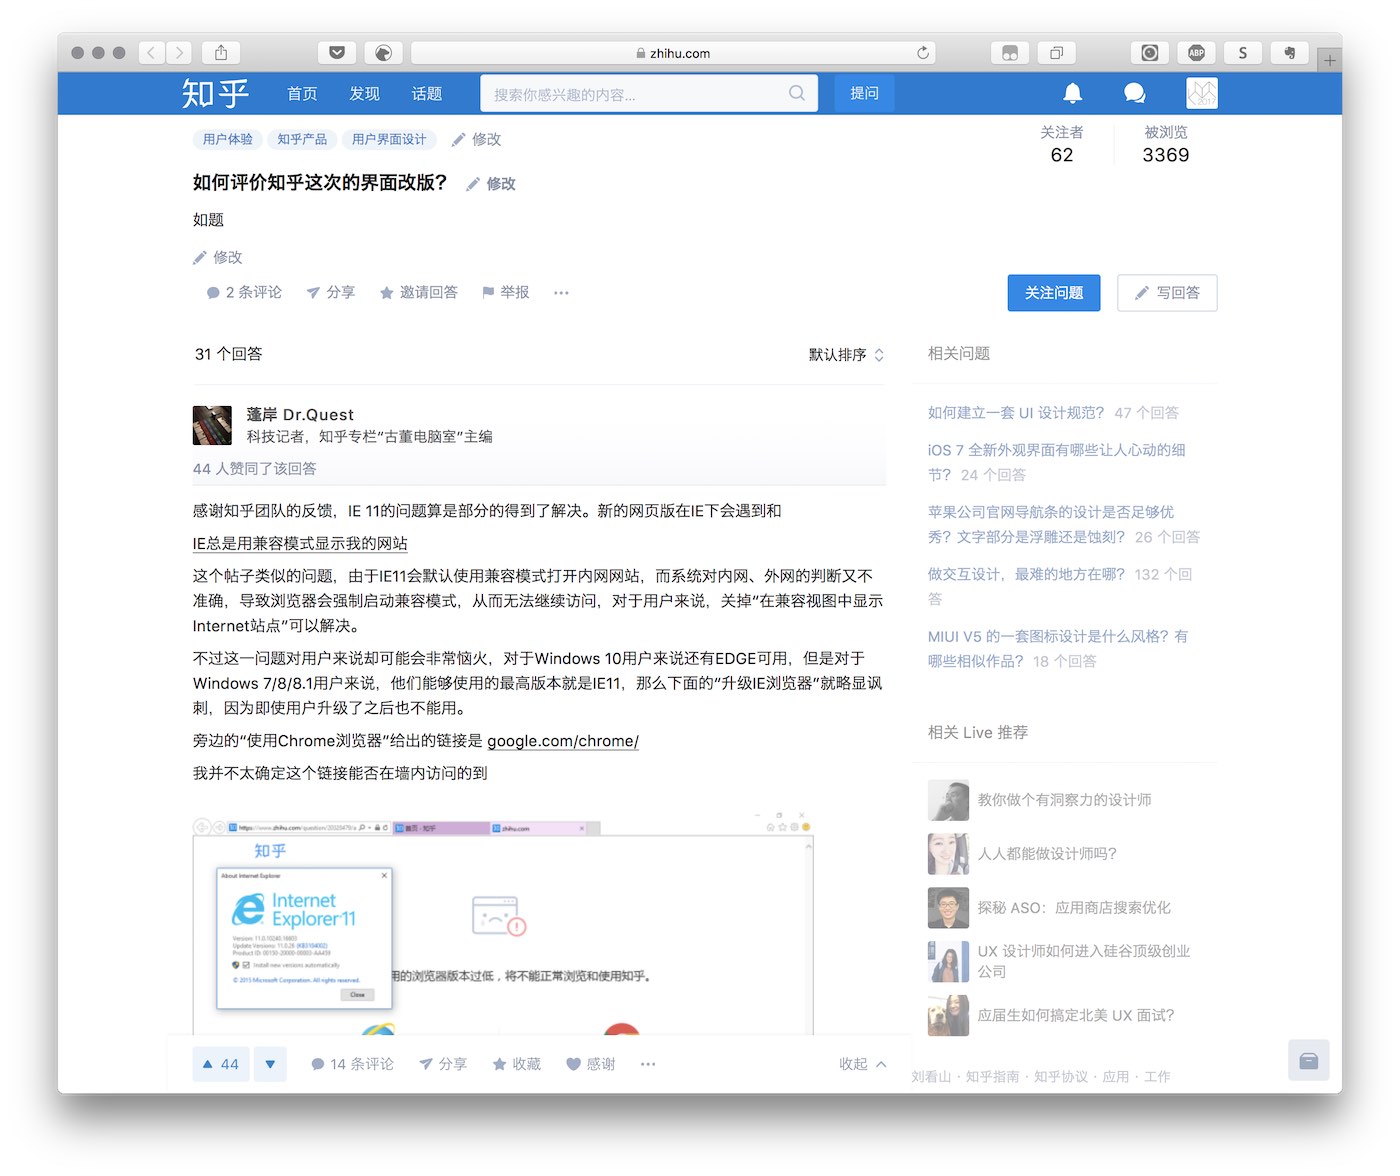 zhihu.com
ABP
S
知乎
首页
发现
话题
搜索你感兴趣的内容...
提问
2017
用户体验
知乎产品
用户界面设计
修改
关注者
62
被浏览
3369
如何评价知乎这次的界面改版？
修改
如题
修改
2 条评论
分享
邀请回答
举报
关注问题
写回答
31 个回答
默认排序
蓬岸 Dr.Quest
科技记者，知乎专栏“古董电脑室”主编
44 人赞同了该回答
感谢知乎团队的反馈，IE 11的问题算是部分的得到了解决。新的网页版在IE下会遇到和
IE总是用兼容模式显示我的网站
这个帖子类似的问题，由于IE11会默认使用兼容模式打开内网网站，而系统对内网、外网的判断又不
准确，导致浏览器会强制启动兼容模式，从而无法继续访问，对于用户来说，关掉“在兼容视图中显示
Internet站点”可以解决。
不过这一问题对用户来说却可能会非常恼火，对于Windows 10用户来说还有EDGE可用，但是对于
Windows 7/8/8.1用户来说，他们能够使用的最高版本就是IE11，那么下面的“升级IE浏览器”就略显讽
刺，因为即使用户升级了之后也不能用。
旁边的“使用Chrome浏览器”给出的链接是 google.com/chrome/
我并不太确定这个链接能否在墙内访问的到
首页 - 知乎
zhihu.com
知乎
About Internet Explorer
Internet
Explorer 11
Install new versions automatically
© 2015 Microsoft Corporation. All rights reserved.
Close
用的浏览器版本过低，将不能正常浏览和使用知乎。
44
14 条评论
分享
收藏
感谢
收起
相关问题
如何建立一套 UI 设计规范？ 47 个回答
iOS 7 全新外观界面有哪些让人心动的细
节？ 24 个回答
苹果公司官网导航条的设计是否足够优
秀？文字部分是浮雕还是蚀刻？ 26 个回答
做交互设计，最难的地方在哪？ 132 个回
答
MIUI V5 的一套图标设计是什么风格？有
哪些相似作品？ 18 个回答
相关 Live 推荐
教你做个有洞察力的设计师
人人都能做设计师吗？
探秘 ASO：应用商店搜索优化
UX 设计师如何进入硅谷顶级创业
公司
应届生如何搞定北美 UX 面试？
刘看山 · 知乎指南 · 知乎协议 · 应用 · 工作